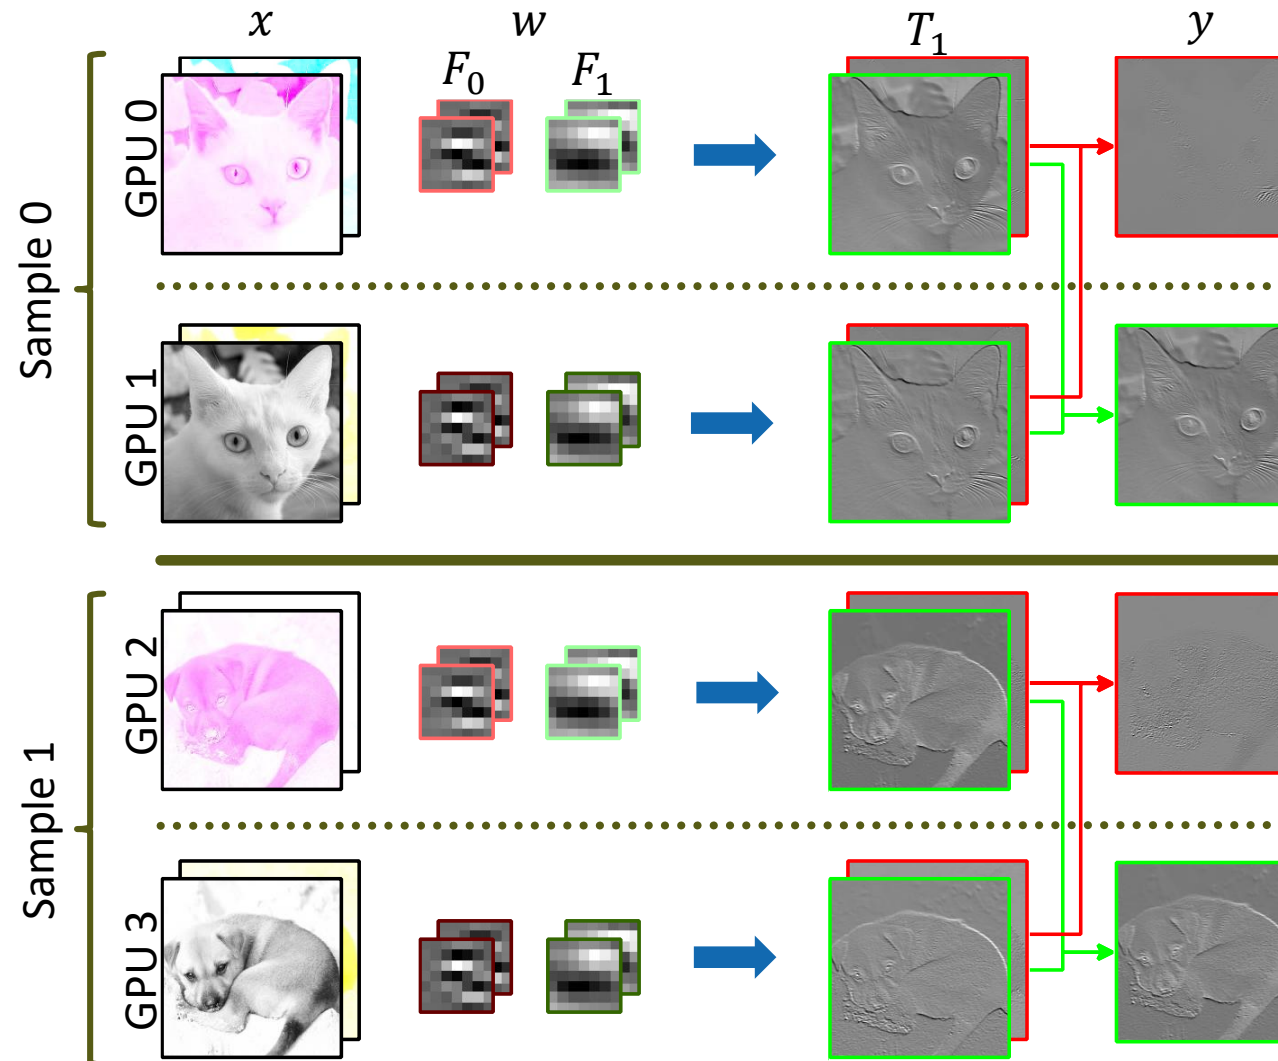 x w T₁ y
F₀ F₁
Sample 0
GPU 0
GPU 1
Sample 1
GPU 2
GPU 3